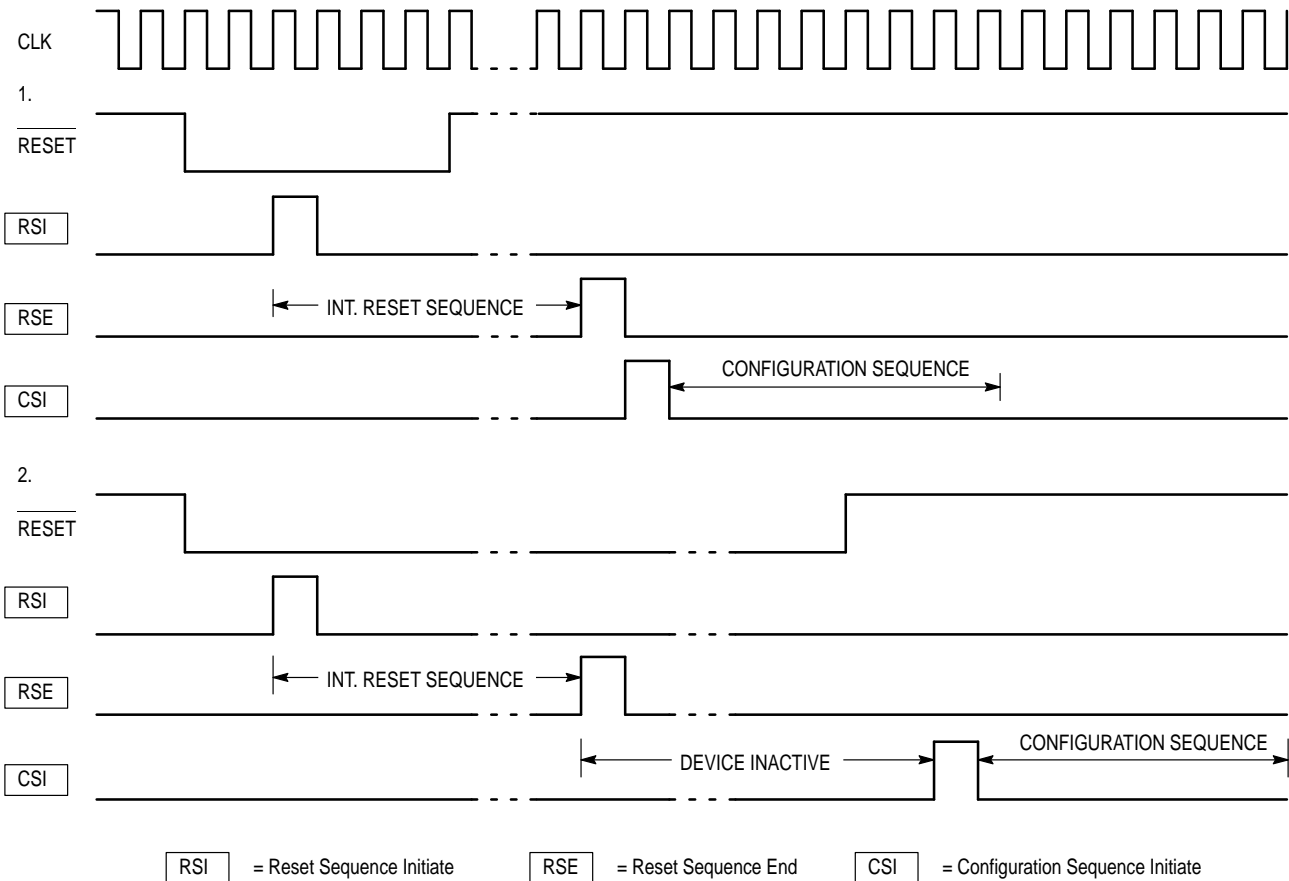 CLK
1.
RESET
RSI
INT. RESET SEQUENCE
RSE
CONFIGURATION SEQUENCE
CSI
2.
RESET
RSI
INT. RESET SEQUENCE
RSE
CONFIGURATION SEQUENCE
DEVICE INACTIVE
CSI
RSI = Reset Sequence Initiate RSE = Reset Sequence End CSI = Configuration Sequence Initiate